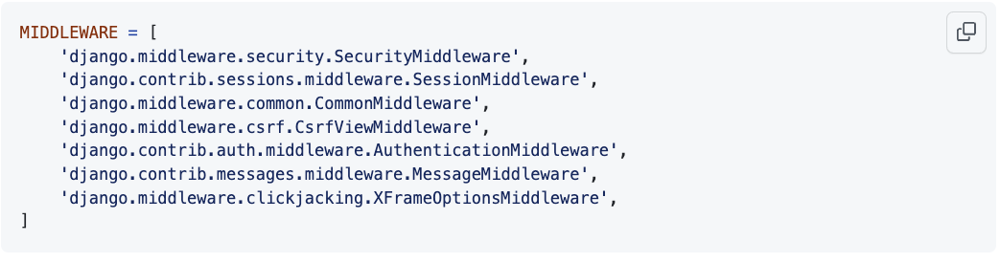 MIDDLEWARE = [
    'django.middleware.security.SecurityMiddleware',
    'django.contrib.sessions.middleware.SessionMiddleware',
    'django.middleware.common.CommonMiddleware',
    'django.middleware.csrf.CsrfViewMiddleware',
    'django.contrib.auth.middleware.AuthenticationMiddleware',
    'django.contrib.messages.middleware.MessageMiddleware',
    'django.middleware.clickjacking.XFrameOptionsMiddleware',
]